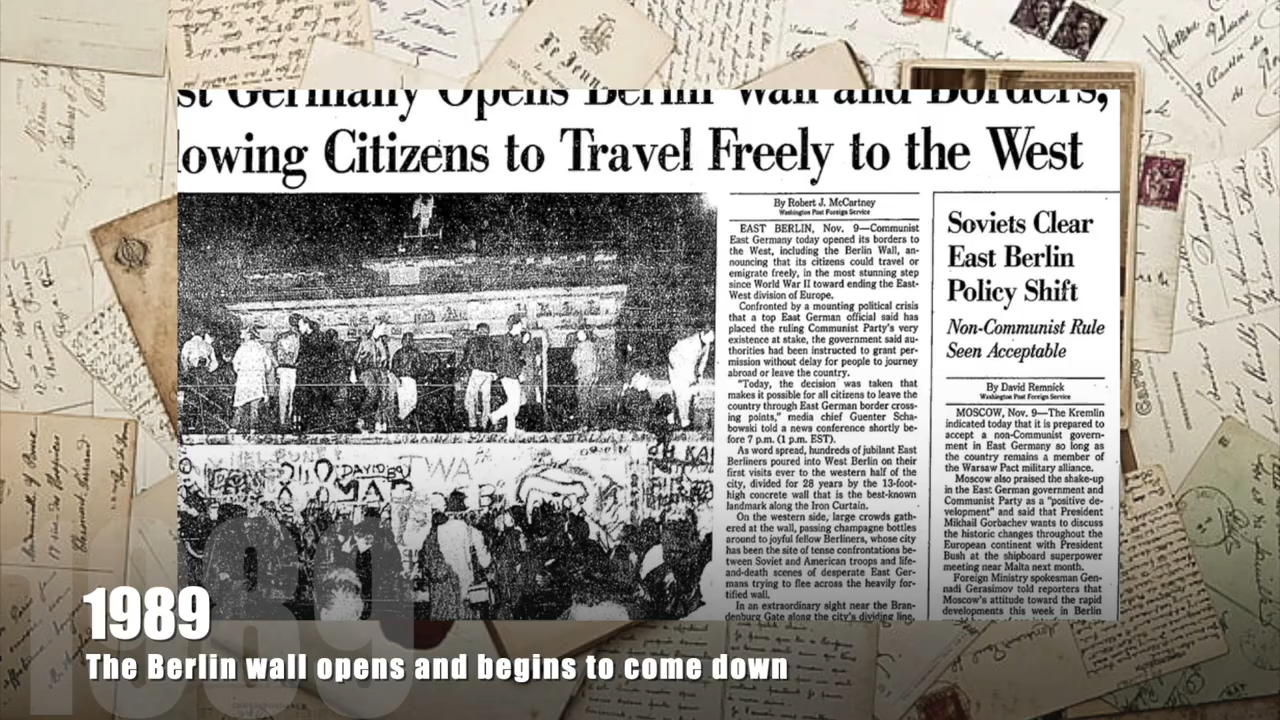 st Germany Opens Berlin Wall and Borders,
lowing Citizens to Travel Freely to the West
By Robert J. McCartney
Washington Post Foreign Service
EAST BERLIN, Nov. 9—Communist
East Germany today opened its borders to
the West, including the Berlin Wall, an-
nouncing that its citizens could travel or
emigrate freely, in the most stunning step
since World War II toward ending the East-
West division of Europe.
Confronted by a mounting political crisis
that a top East German official said has
placed the ruling Communist Party's very
existence at stake, the government said au-
thorities had been instructed to grant per-
mission without delay for people to journey
abroad or leave the country.
"Today, the decision was taken that
makes it possible for all citizens to leave the
country through East German border cross-
ing points," media chief Guenter Scha-
bowski told a news conference shortly be-
fore 7 p.m. (1 p.m. EST).
As word spread, hundreds of jubilant East
Berliners poured into West Berlin on their
first visits ever to the western half of the
city, divided for 28 years by the 13-foot-
high concrete wall that is the best-known
landmark along the Iron Curtain.
On the western side, large crowds gath-
ered at the wall, passing champagne bottles
around to joyful fellow Berliners, whose city
has been the site of tense confrontations be-
tween Soviet and American troops and life-
and-death scenes of desperate East Ger-
mans trying to flee across the heavily for-
tified wall.
In an extraordinary sight near the Bran-
denburg Gate along the city's dividing line,
Soviets Clear
East Berlin
Policy Shift
Non-Communist Rule
Seen Acceptable
By David Remnick
Washington Post Foreign Service
MOSCOW, Nov. 9—The Kremlin
indicated today that it is prepared to
accept a non-Communist govern-
ment in East Germany so long as
the country remains a member of
the Warsaw Pact military alliance.
Moscow also praised the shake-up
in the East German government and
Communist Party as a "positive de-
velopment" and said that President
Mikhail Gorbachev wants to discuss
the historic changes throughout the
European continent with President
Bush at the shipboard superpower
meeting near Malta next month.
Foreign Ministry spokesman Gen-
nadi Gerasimov told reporters that
Moscow's attitude toward the rapid
developments this week in Berlin
TWA
1989
1989
The Berlin wall opens and begins to come down